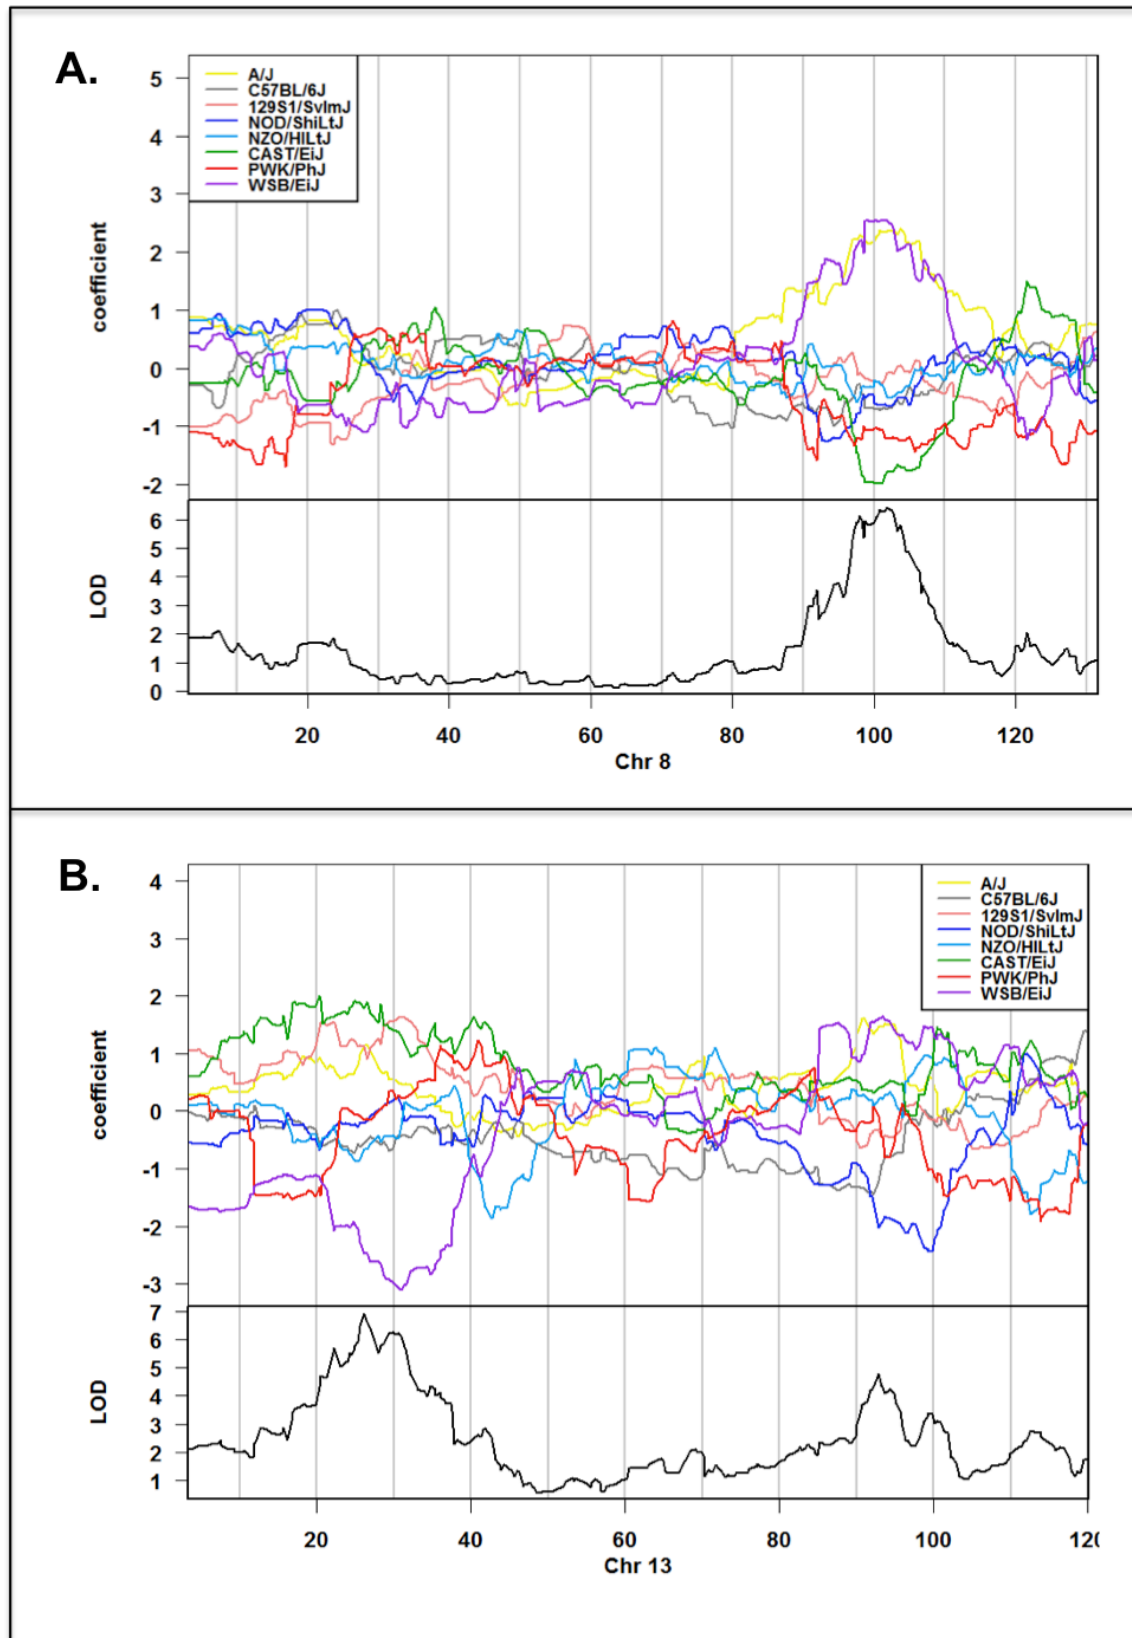 A.
A/J
C57BL/6J
129S1/SvImJ
NOD/ShiLtJ
NZO/HILtJ
CAST/EiJ
PWK/PhJ
WSB/EiJ
5
4
3
2
1
0
-1
-2
coefficient
6
5
4
3
2
1
0
LOD
20 40 60 80 100 120
Chr 8
B.
A/J
C57BL/6J
129S1/SvImJ
NOD/ShiLtJ
NZO/HILtJ
CAST/EiJ
PWK/PhJ
WSB/EiJ
4
3
2
1
0
-1
-2
-3
coefficient
7
6
5
4
3
2
1
LOD
20 40 60 80 100 120
Chr 13